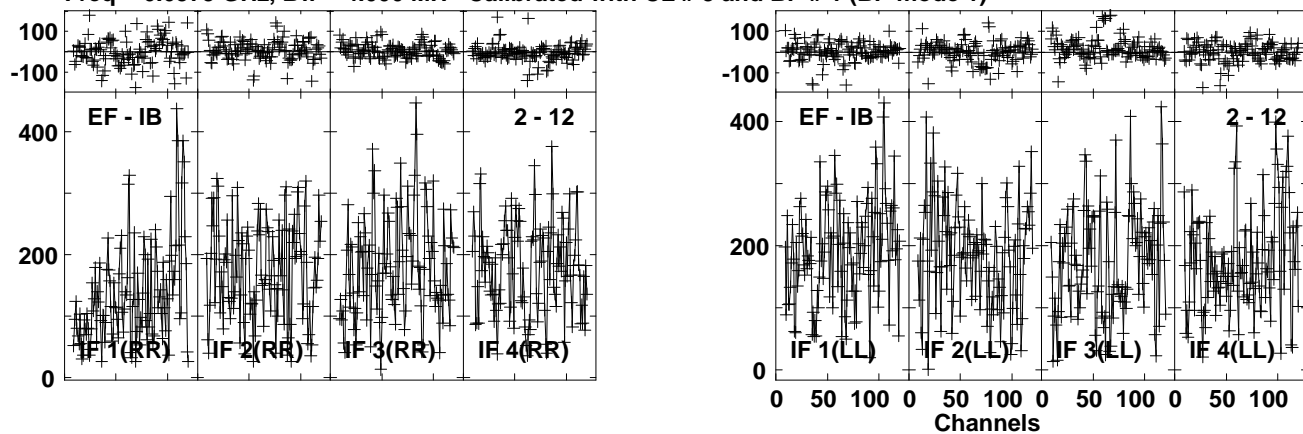 100
-100
EF - IB
2 - 12
400
200
0
IF 1(RR)
IF 2(RR)
IF 3(RR)
IF 4(RR)
100
-100
EF - IB
2 - 12
400
200
0
IF 1(LL)
IF 2(LL)
IF 3(LL)
IF 4(LL)
0 50 100 0 50 100 0 50 100 0 50 100
Channels